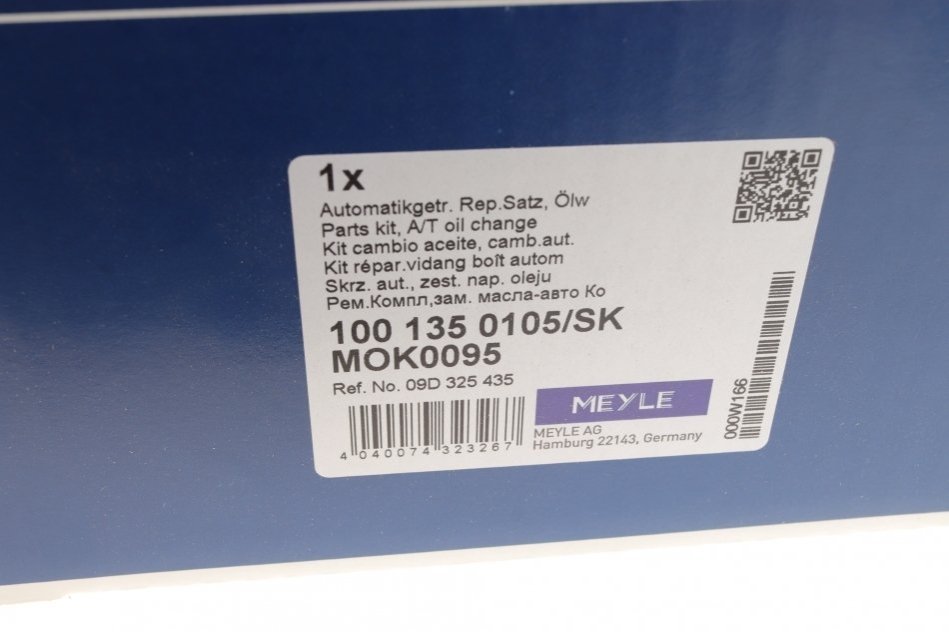 1x
Automatikgetr. Rep.Satz, Ölw
Parts kit, A/T oil change
Kit cambio aceite, camb.aut.
Kit répar.vidang boît autom
Skrz. aut., zest. nap. oleju
Рем.Компл,зам. масла-авто Ко
100 135 0105/SK
MOK0095
Ref. No. 09D 325 435
MEYLE
MEYLE AG
Hamburg 22143, Germany
4 040074 323267
000W166